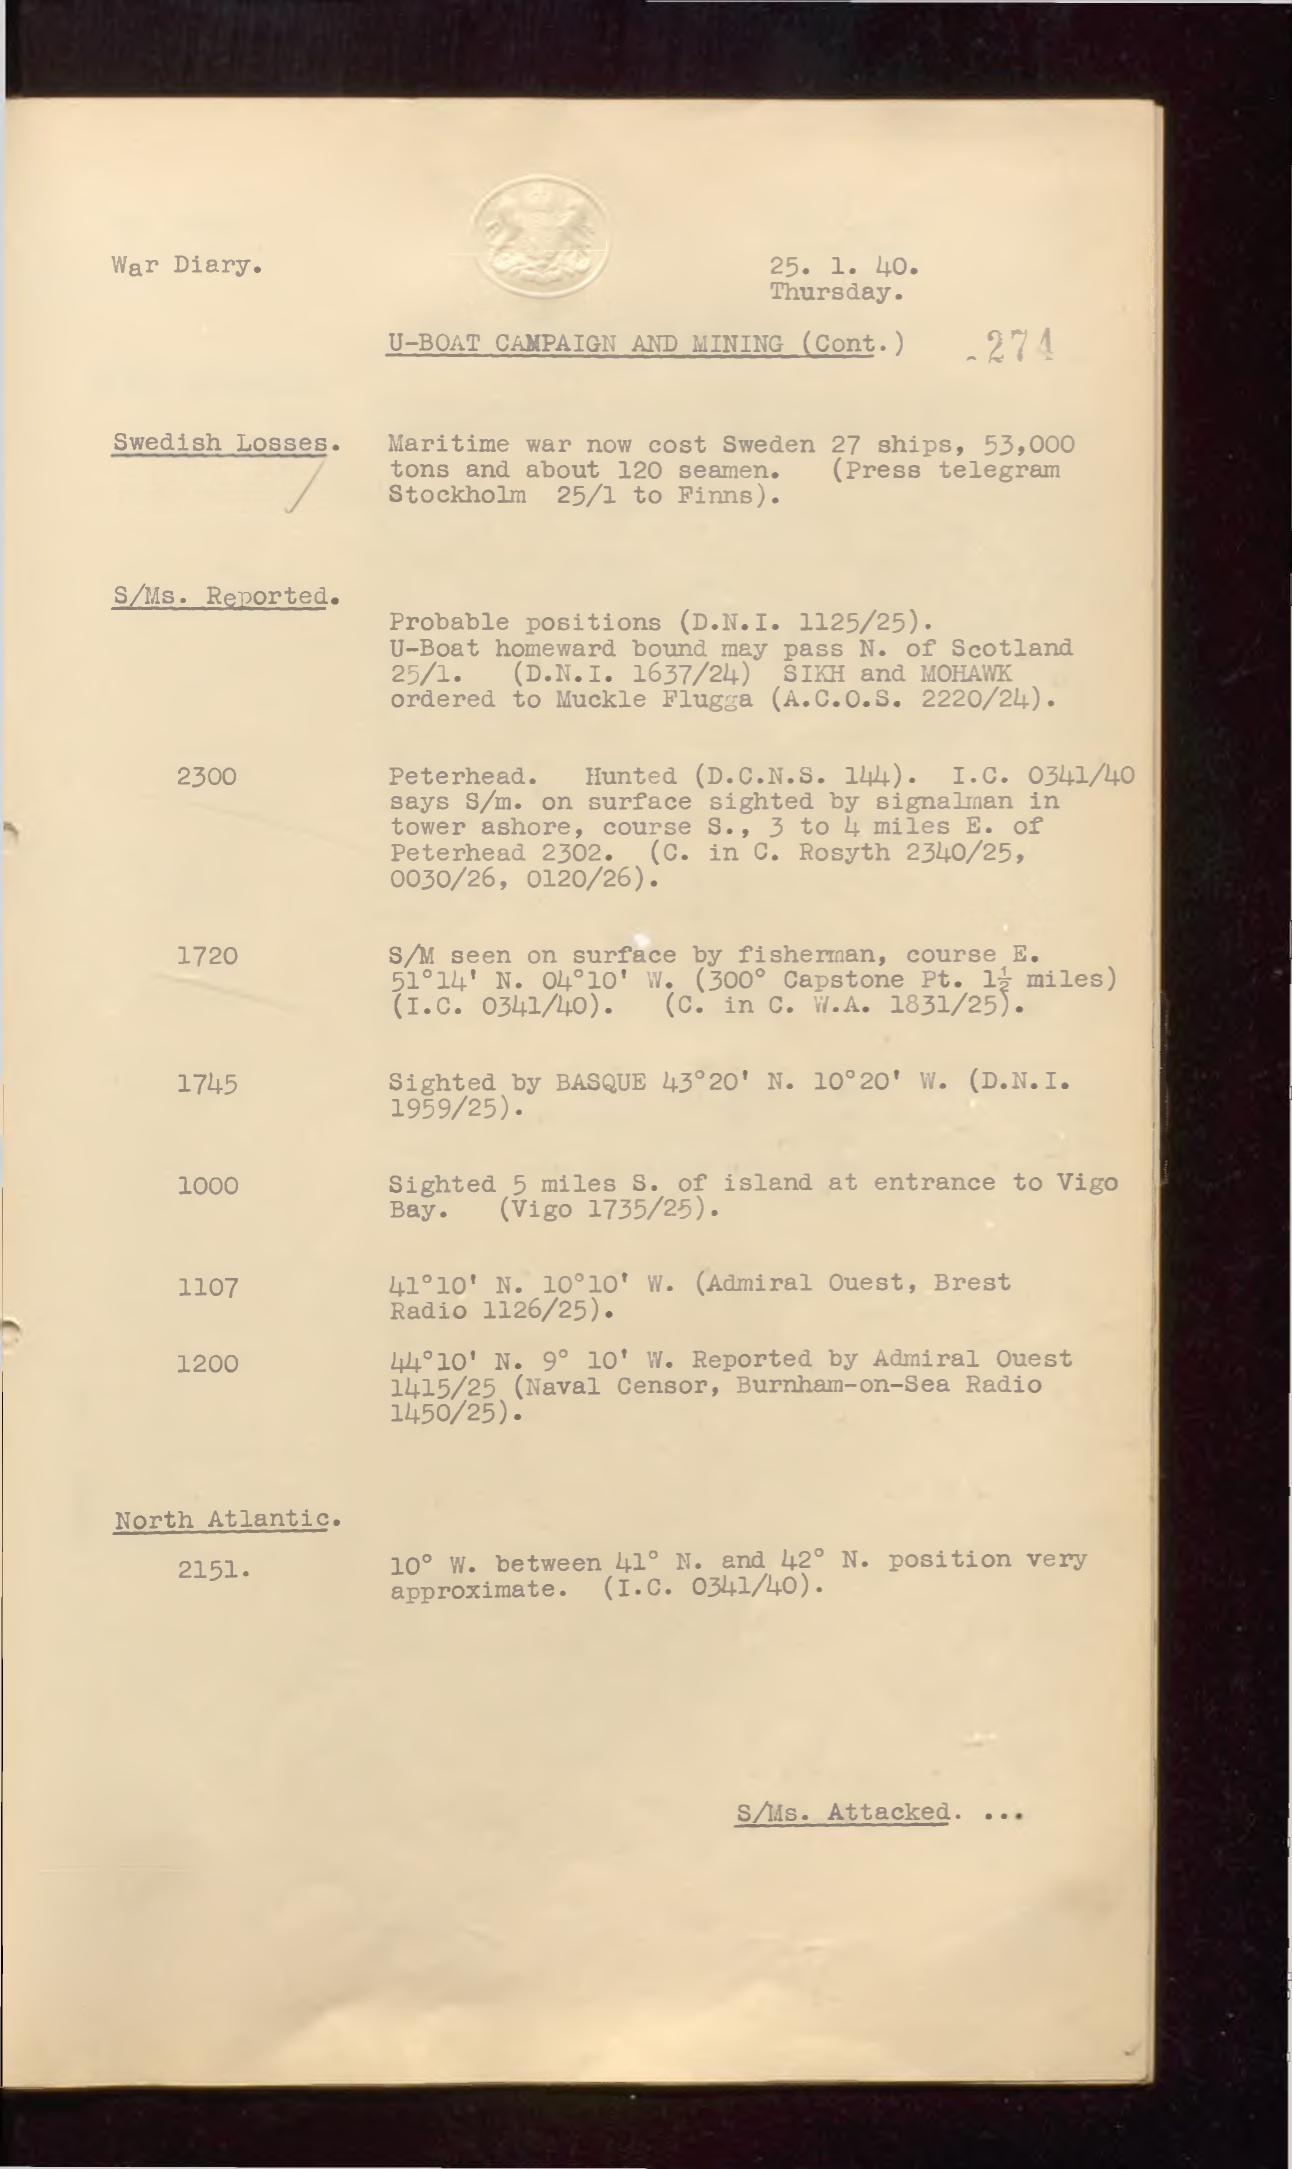 War Diary.
25. 1. 40.
Thursday.
U-BOAT CAMPAIGN AND MINING (Cont.)
274
Swedish Losses.
Maritime war now cost Sweden 27 ships, 53,000
tons and about 120 seamen. (Press telegram
Stockholm 25/1 to Finns).
S/Ms. Reported.
Probable positions (D.N.I. 1125/25).
U-Boat homeward bound may pass N. of Scotland
25/1. (D.N.I. 1637/24) SIKH and MOHAWK
ordered to Muckle Flugga (A.C.O.S. 2220/24).
2300
Peterhead. Hunted (D.C.N.S. 144). I.C. 0341/40
says S/m. on surface sighted by signalman in
tower ashore, course S., 3 to 4 miles E. of
Peterhead 2302. (C. in C. Rosyth 2340/25,
0030/26, 0120/26).
1720
S/M seen on surface by fisherman, course E.
51°14' N. 04°10' W. (300° Capstone Pt. 1½ miles)
(I.C. 0341/40). (C. in C. W.A. 1831/25).
1745
Sighted by BASQUE 43°20' N. 10°20' W. (D.N.I.
1959/25).
1000
Sighted 5 miles S. of island at entrance to Vigo
Bay. (Vigo 1735/25).
1107
41°10' N. 10°10' W. (Admiral Ouest, Brest
Radio 1126/25).
1200
44°10' N. 9° 10' W. Reported by Admiral Ouest
1415/25 (Naval Censor, Burnham-on-Sea Radio
1450/25).
North Atlantic.
2151.
10° W. between 41° N. and 42° N. position very
approximate. (I.C. 0341/40).
S/Ms. Attacked. ...